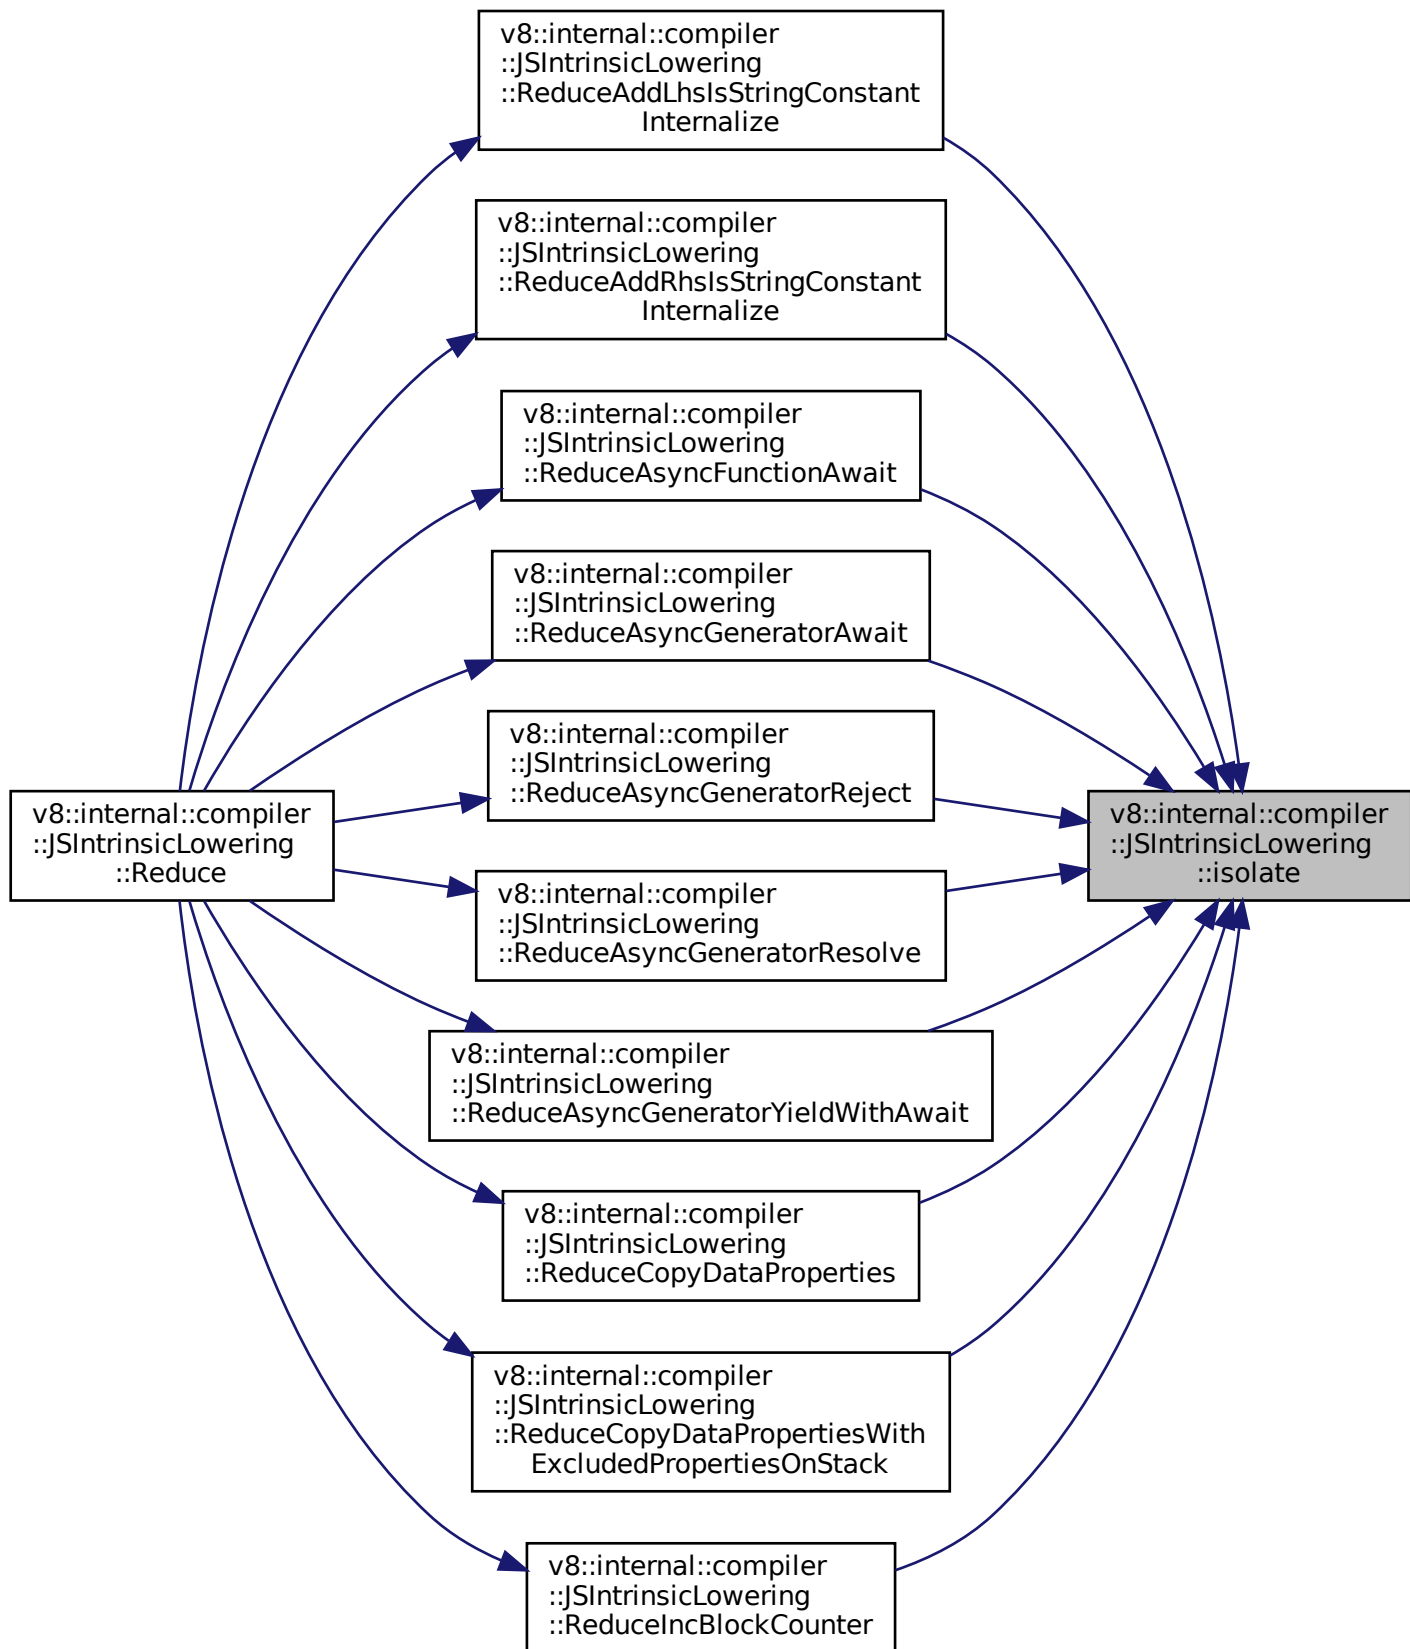 v8::internal::compiler
::JSIntrinsicLowering
::ReduceAddLhsIsStringConstant
Internalize
v8::internal::compiler
::JSIntrinsicLowering
::ReduceAddRhsIsStringConstant
Internalize
v8::internal::compiler
::JSIntrinsicLowering
::ReduceAsyncFunctionAwait
v8::internal::compiler
::JSIntrinsicLowering
::ReduceAsyncGeneratorAwait
v8::internal::compiler
::JSIntrinsicLowering
::ReduceAsyncGeneratorReject
v8::internal::compiler
::JSIntrinsicLowering
::Reduce
v8::internal::compiler
::JSIntrinsicLowering
::isolate
v8::internal::compiler
::JSIntrinsicLowering
::ReduceAsyncGeneratorResolve
v8::internal::compiler
::JSIntrinsicLowering
::ReduceAsyncGeneratorYieldWithAwait
v8::internal::compiler
::JSIntrinsicLowering
::ReduceCopyDataProperties
v8::internal::compiler
::JSIntrinsicLowering
::ReduceCopyDataPropertiesWith
ExcludedPropertiesOnStack
v8::internal::compiler
::JSIntrinsicLowering
::ReduceIncBlockCounter